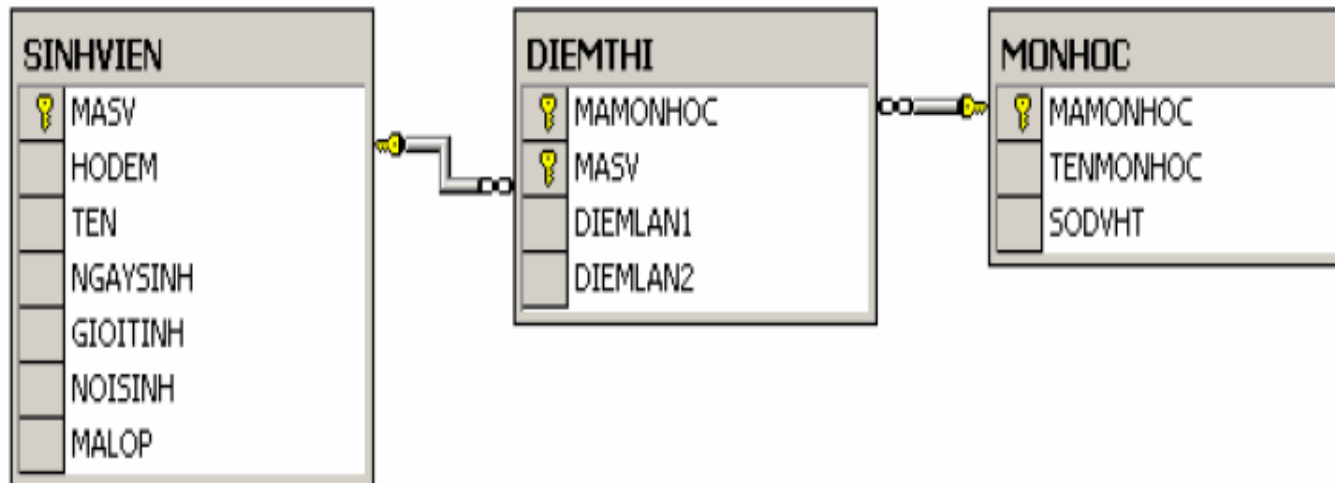 SINHVIEN
MASV
HODEM
TEN
NGAYSINH
GIOITINH
NOISINH
MALOP
DIEMTHI
MAMONHOC
MASV
DIEMLAN1
DIEMLAN2
MONHOC
MAMONHOC
TENMONHOC
SODVHT